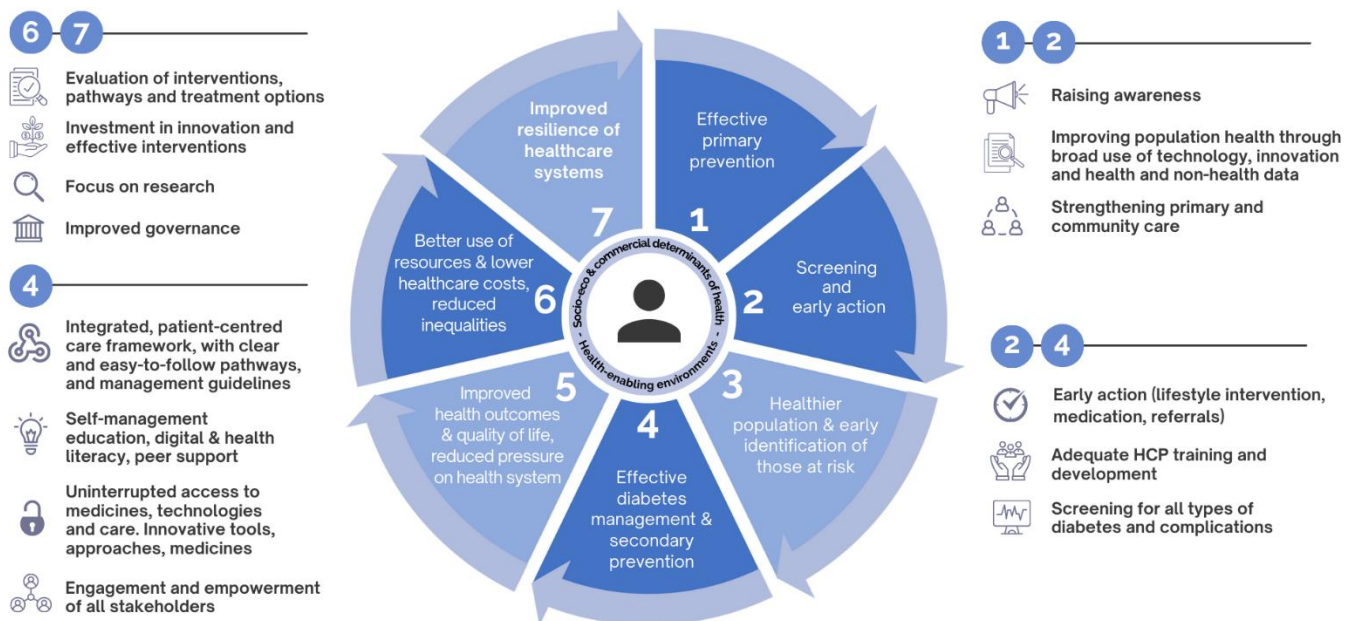 6 7
Evaluation of interventions,
pathways and treatment options
Investment in innovation and
effective interventions
Focus on research
Improved governance
4
Integrated, patient-centred
care framework, with clear
and easy-to-follow pathways,
and management guidelines
Self-management
education, digital & health
literacy, peer support
Uninterrupted access to
medicines, technologies
and care. Innovative tools,
approaches, medicines
Engagement and empowerment
of all stakeholders
Effective
primary
prevention
1
Screening
and
early action
2
3
Healthier
population & early
identification of
those at risk
4
Effective
diabetes
management &
secondary
prevention
5
Improved
health outcomes
& quality of life,
reduced pressure
on health system
Better use of
resources & lower
healthcare costs,
reduced
inequalities
6
Improved
resilience of
healthcare
systems
7
Socio-eco & commercial determinants of health
- Health-enabling environments -
1 2
Raising awareness
Improving population health through
broad use of technology, innovation
and health and non-health data
Strengthening primary and
community care
2 4
Early action (lifestyle intervention,
medication, referrals)
Adequate HCP training and
development
Screening for all types of
diabetes and complications